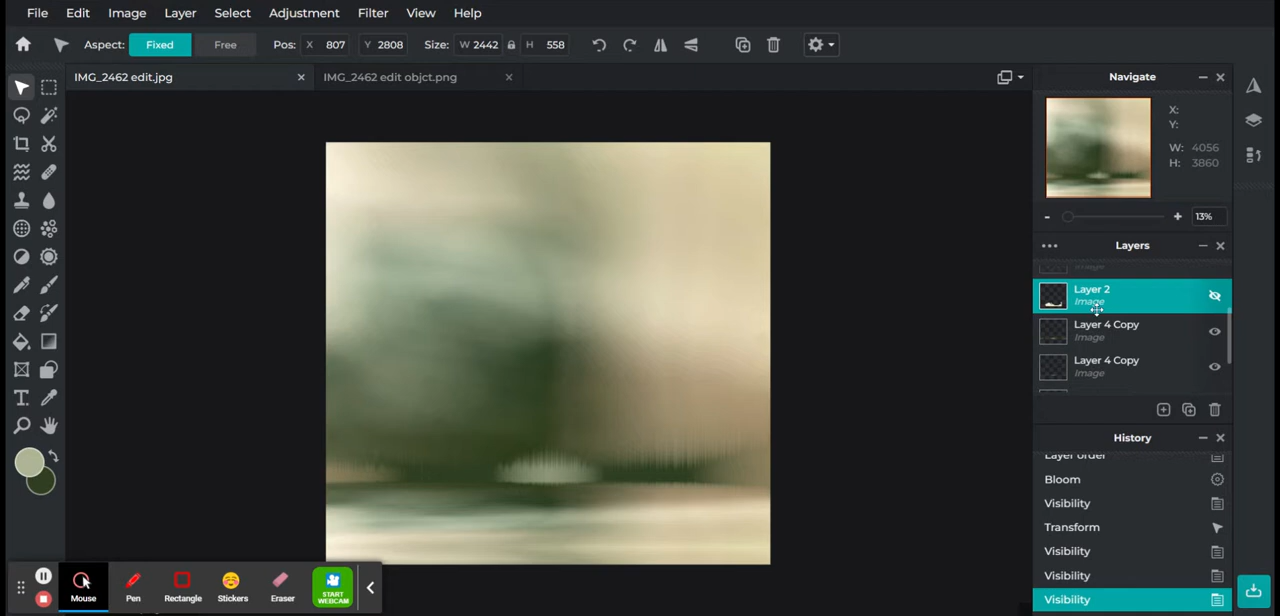 File Edit Image Layer Select Adjustment Filter View Help
Aspect: Fixed Free Pos: X 807 Y 2808 Size: W 2442 H 558
IMG_2462 edit.jpg IMG_2462 edit objct.png
Navigate
X:
Y:
W: 4056
H: 3860
13%
Layers
Image
Layer 2
Image
Layer 4 Copy
Image
Layer 4 Copy
Image
History
Layer order
Bloom
Visibility
Transform
Visibility
Visibility
Visibility
Mouse Pen Rectangle Stickers Eraser START WEBCAM